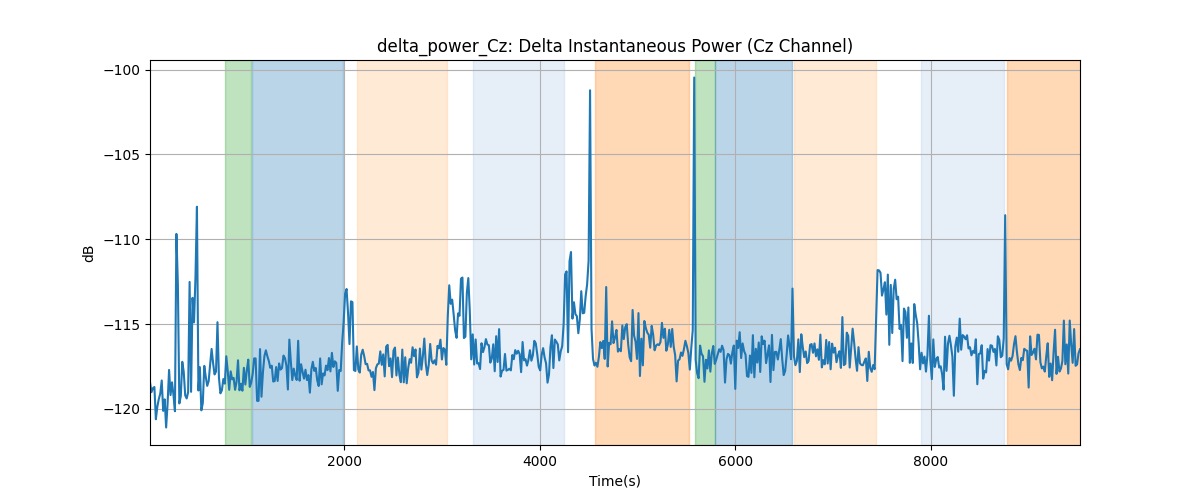 delta_power_Cz: Delta Instantaneous Power (Cz Channel)
−100
−105
−110
−115
−120
dB
2000 4000 6000 8000
Time(s)